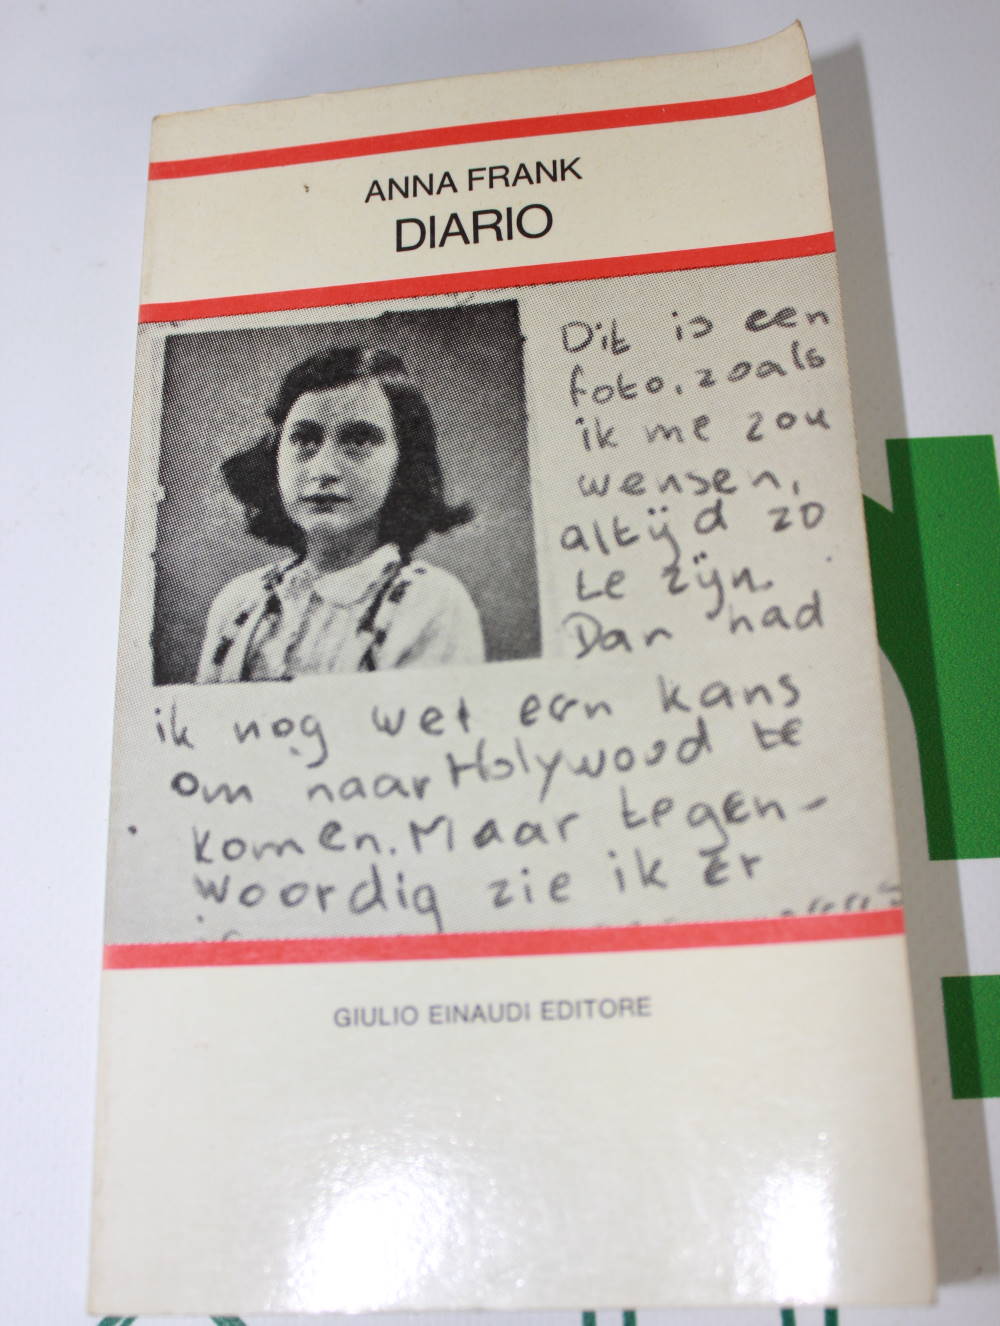 ANNA FRANK
DIARIO
Dit is een
foto, zoals
ik me zou
wensen,
altijd zo
te zijn.
Dan had
ik nog wel een kans
om naar Holywood te
komen. Maar tegen-
woordig zie ik er
GIULIO EINAUDI EDITORE